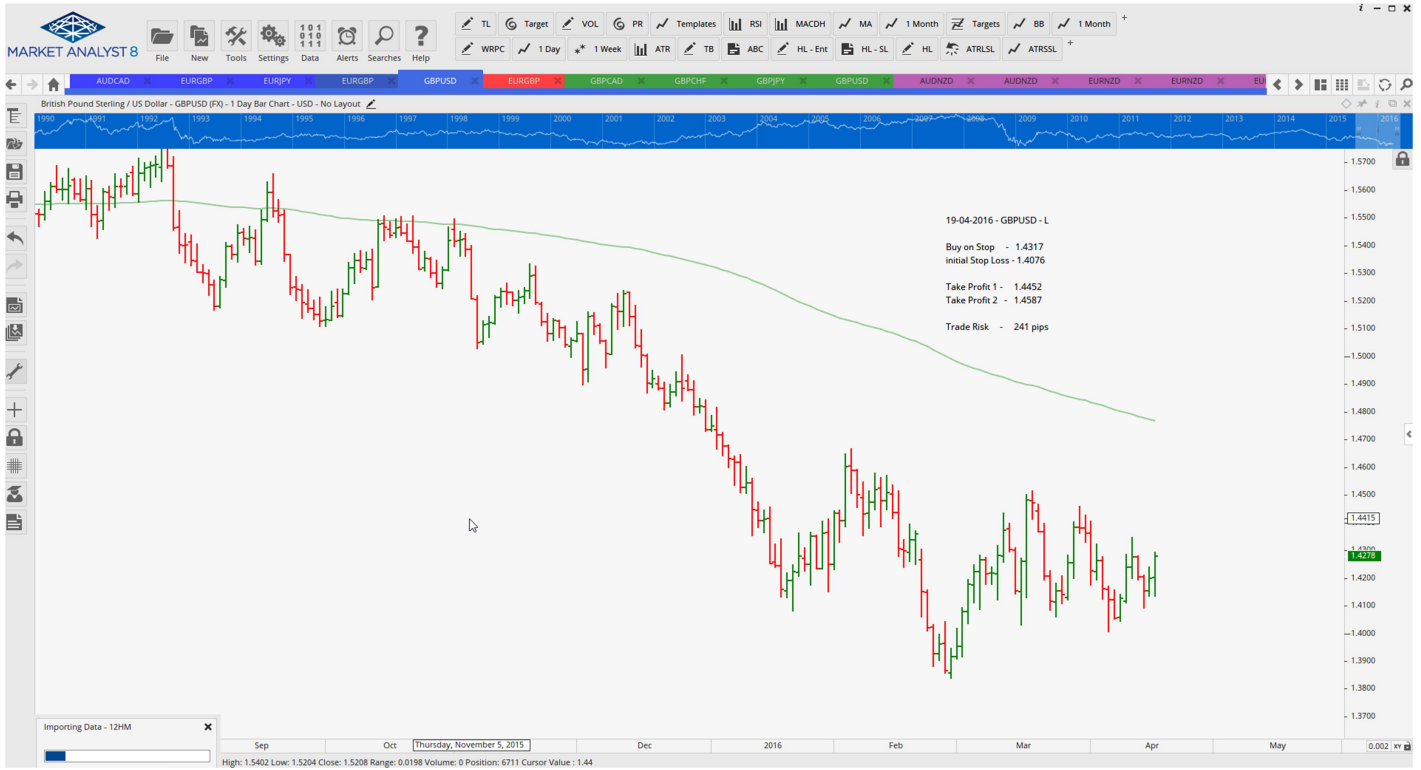 MARKET ANALYST 8
File
New
Tools
Settings
101
010
111
Data
Alerts
Searches
Help
TL
Target
VOL
PR
Templates
RSI
MACDH
MA
1 Month
Targets
BB
1 Month
+
WRPC
1 Day
1 Week
ATR
TB
ABC
HL - Ent
HL - SL
HL
ATRLSL
ATRSSL
+
AUDCAD
EURGBP
EURJPY
EURGBP
GBPUSD
EURGBP
GBPCAD
GBPCHF
GBPJPY
GBPUSD
AUDNZD
AUDNZD
EURNZD
EURNZD
EU
British Pound Sterling / US Dollar - GBPUSD (FX) - 1 Day Bar Chart - USD - No Layout
1990
1991
1992
1993
1994
1995
1996
1997
1998
1999
2000
2001
2002
2003
2004
2005
2006
2007
2008
2009
2010
2011
2012
2013
2014
2015
2016
19-04-2016 - GBPUSD - L
Buy on Stop - 1.4317
initial Stop Loss - 1.4076
Take Profit 1 - 1.4452
Take Profit 2 - 1.4587
Trade Risk - 241 pips
1.5700
1.5600
1.5500
1.5400
1.5300
1.5200
1.5100
1.5000
1.4900
1.4800
1.4700
1.4600
1.4500
1.4415
1.4300
1.4278
1.4200
1.4100
1.4000
1.3900
1.3800
1.3700
Importing Data - 12HM
Sep
Oct
Thursday, November 5, 2015
Dec
2016
Feb
Mar
Apr
May
0.002 XY
High: 1.5402 Low: 1.5204 Close: 1.5208 Range: 0.0198 Volume: 0 Position: 6711 Cursor Value : 1.44